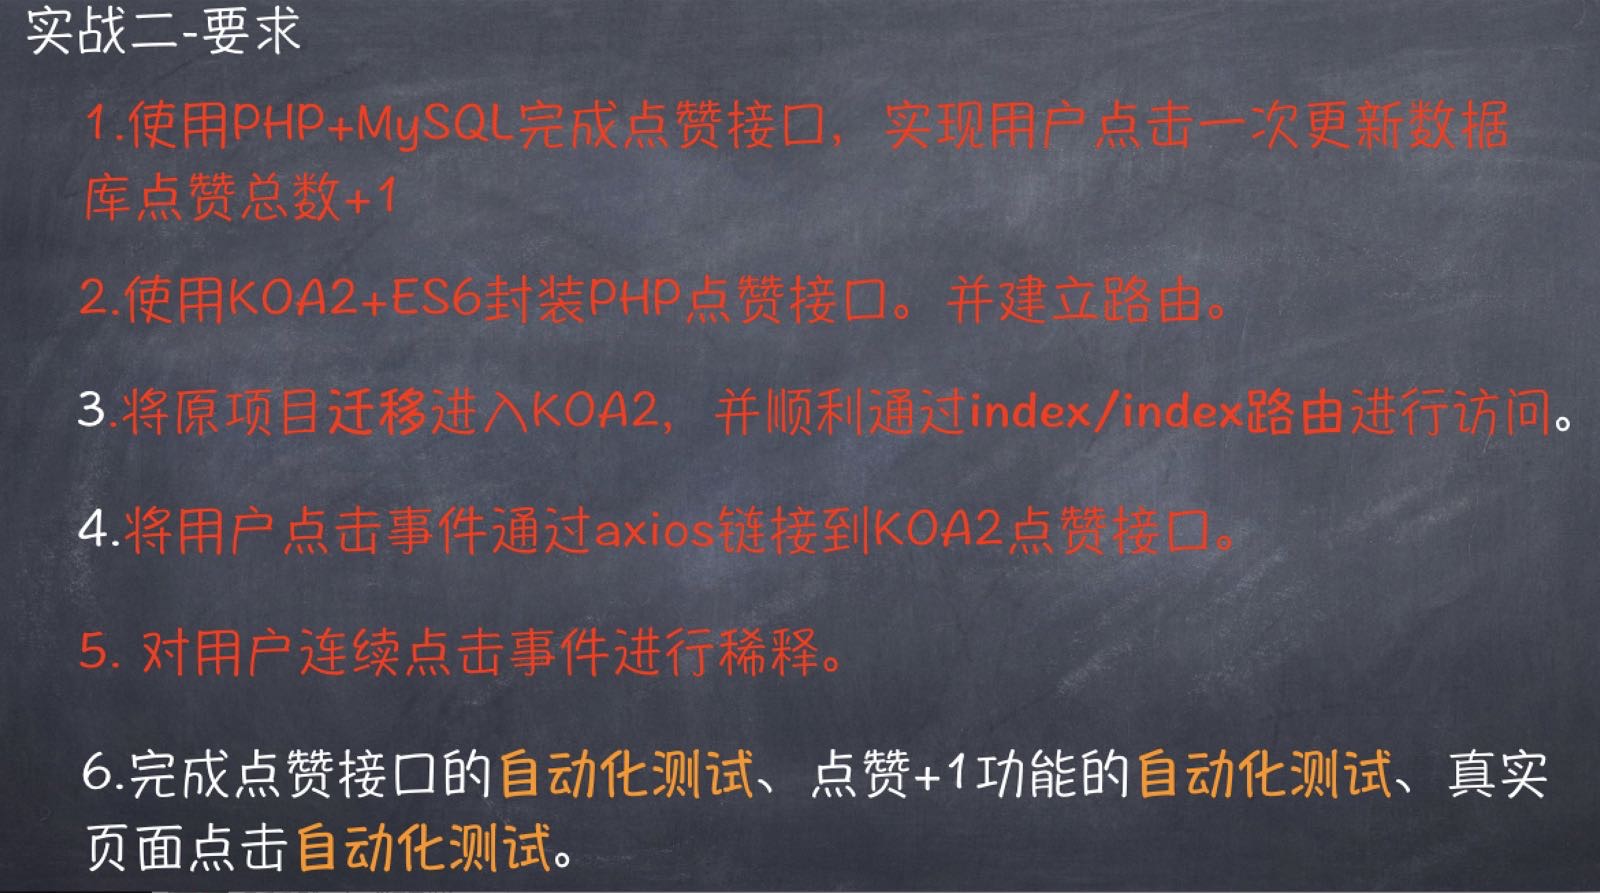 实战二-要求
1.使用PHP+MySQL完成点赞接口，实现用户点击一次更新数据
库点赞总数+1
2.使用KOA2+ES6封装PHP点赞接口。并建立路由。
3.将原项目迁移进入KOA2，并顺利通过index/index路由进行访问。
4.将用户点击事件通过axios链接到KOA2点赞接口。
5. 对用户连续点击事件进行稀释。
6.完成点赞接口的自动化测试、点赞+1功能的自动化测试、真实
页面点击自动化测试。